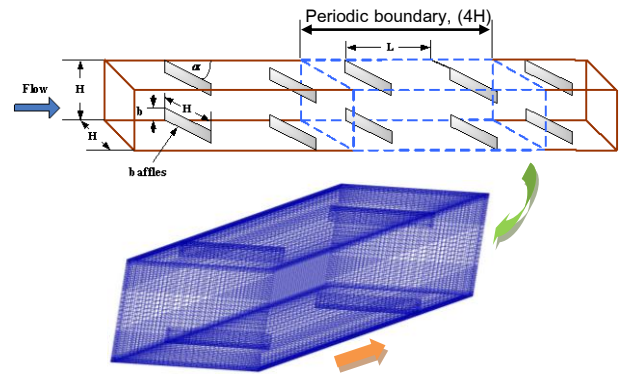 Periodic boundary, (4H)
L
α
Flow
H
b
H
H
baffles